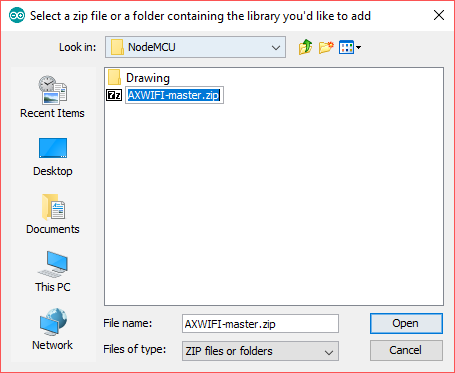 Select a zip file or a folder containing the library you'd like to add
Look in:
NodeMCU
Recent Items
Desktop
Documents
This PC
Network
Drawing
7z AXWIFI-master.zip
File name:
AXWIFI-master.zip
Open
Files of type:
ZIP files or folders
Cancel